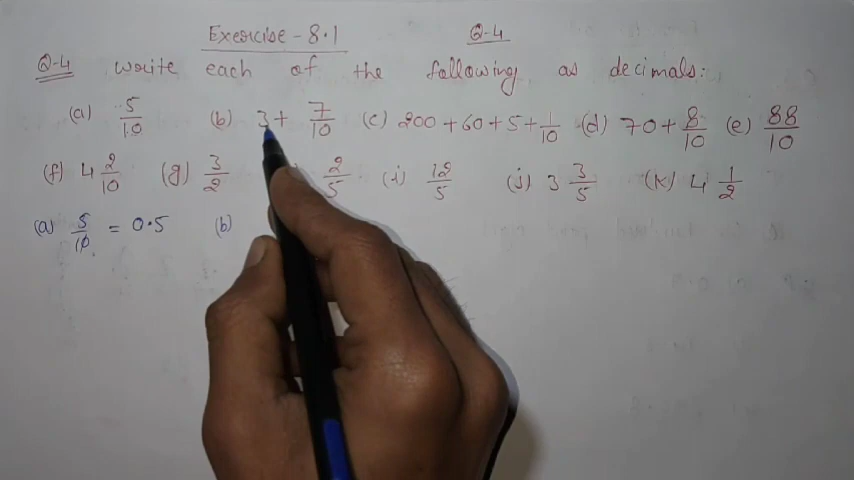 Exercise - 8.1 Q-4
Q-4 write each of the following as decimals:
(a) 5/10 (b) 3+ 7/10 (c) 200+60+5+1/10 (d) 70+8/10 (e) 88/10
(f) 4 2/10 (g) 3/2 2/5 (i) 12/5 (j) 3 3/5 (k) 4 1/2
(a) 5/10 = 0.5 (b)